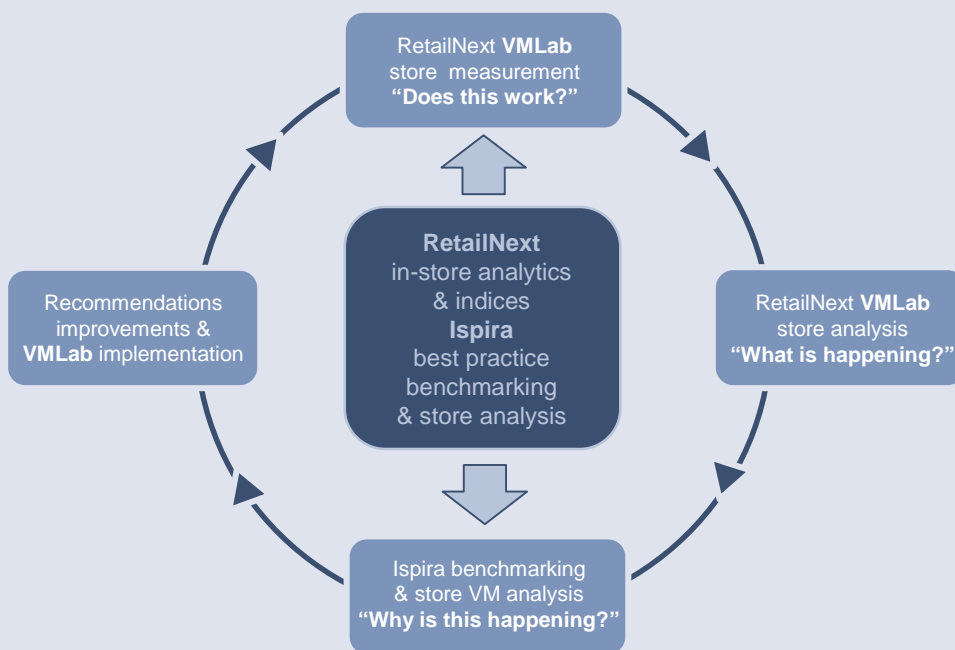 RetailNext VMLab
store measurement
“Does this work?”
RetailNext
in-store analytics
& indices
Ispira
best practice
benchmarking
& store analysis
Recommendations
improvements &
VMLab implementation
RetailNext VMLab
store analysis
“What is happening?”
Ispira benchmarking
& store VM analysis
“Why is this happening?”